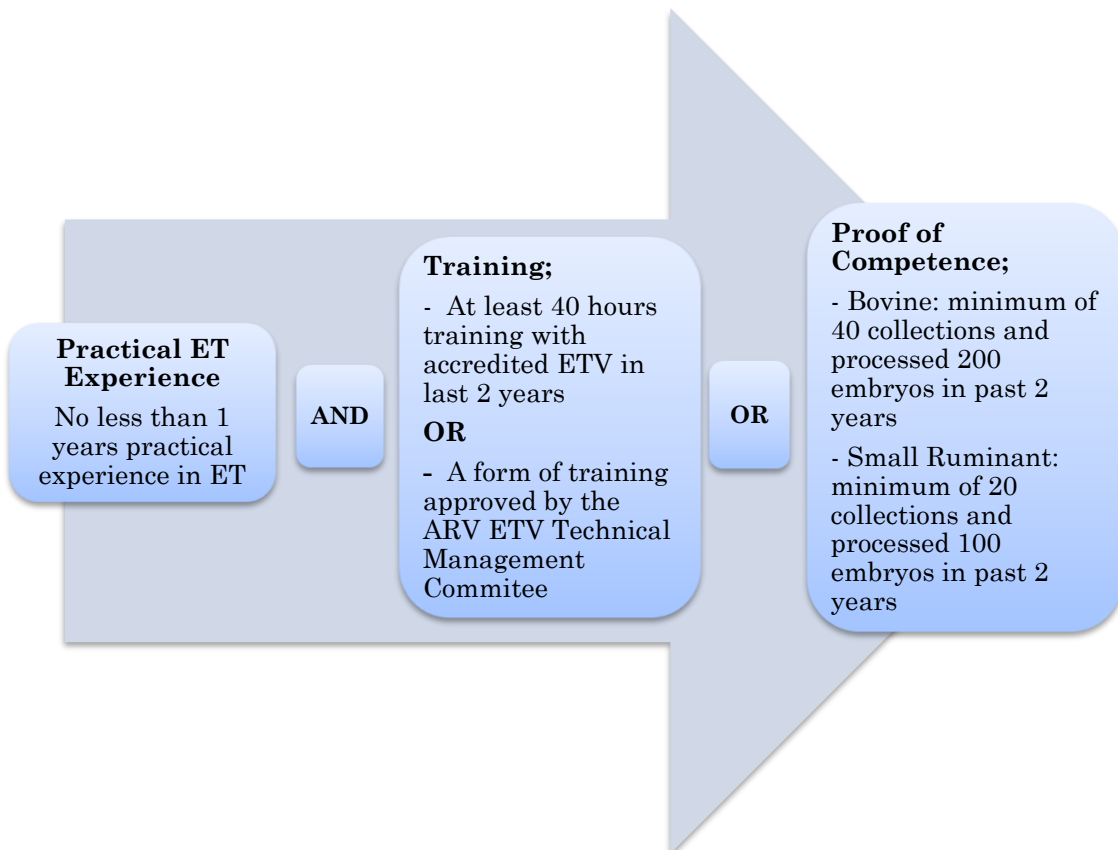 Practical ET
Experience
No less than 1
years practical
experience in ET
AND
Training;
- At least 40 hours
training with
accredited ETV in
last 2 years
OR
- A form of training
approved by the
ARV ETV Technical
Management
Commitee
OR
Proof of
Competence;
- Bovine: minimum of
40 collections and
processed 200
embryos in past 2
years
- Small Ruminant:
minimum of 20
collections and
processed 100
embryos in past 2
years